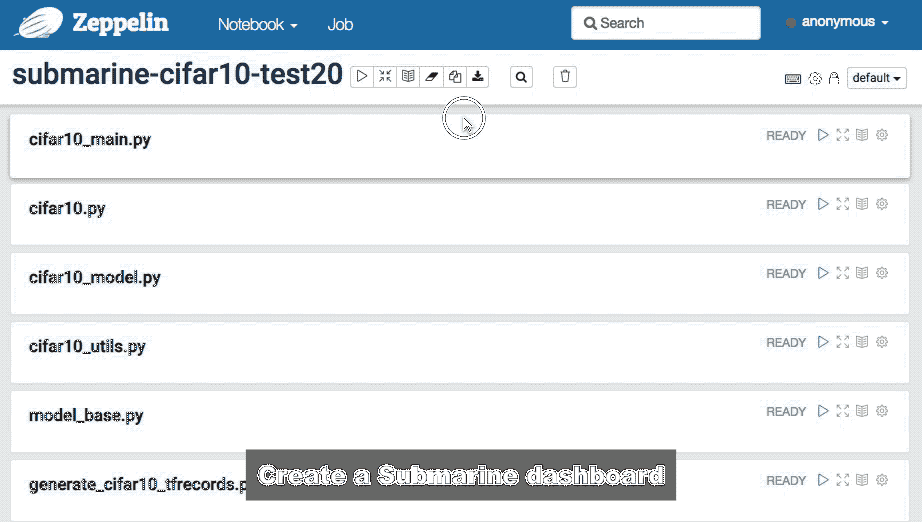 Zeppelin Notebook Job Search anonymous
submarine-cifar10-test20 default
cifar10_main.py READY
cifar10.py READY
cifar10_model.py READY
cifar10_utils.py READY
model_base.py READY
generate_cifar10_tfrecords.p READY
Create a Submarine dashboard